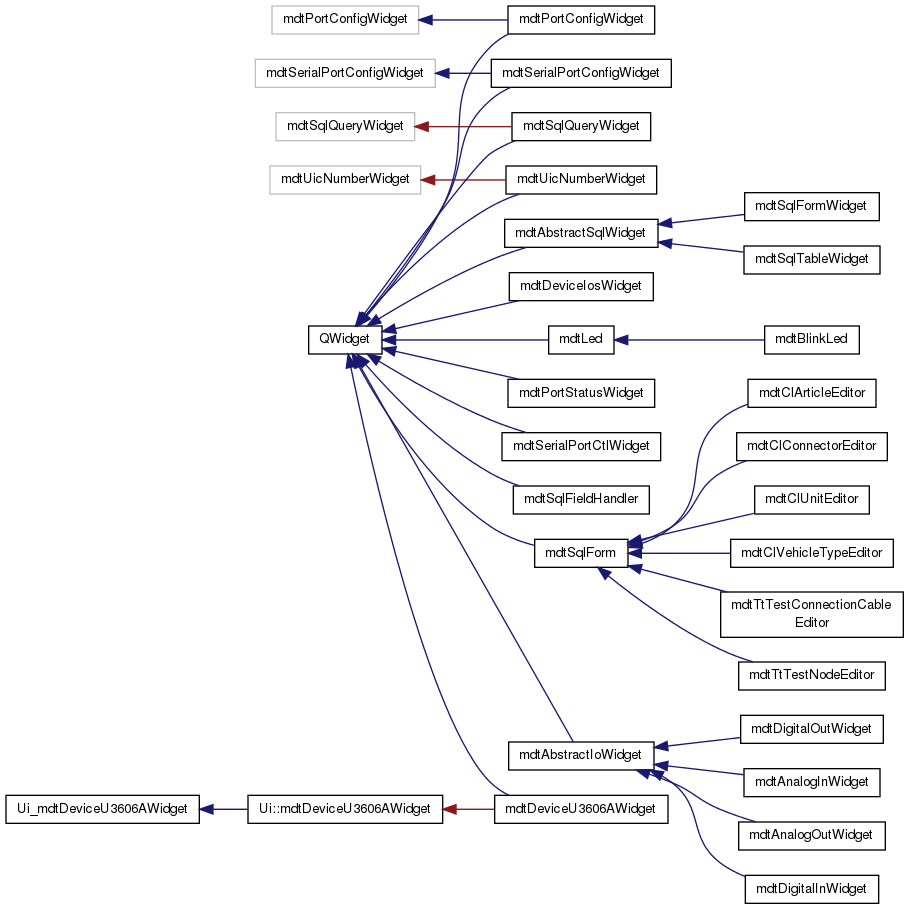 mdtPortConfigWidget
mdtPortConfigWidget
mdtSerialPortConfigWidget
mdtSerialPortConfigWidget
mdtSqlQueryWidget
mdtSqlQueryWidget
mdtUicNumberWidget
mdtUicNumberWidget
mdtSqlFormWidget
mdtAbstractSqlWidget
mdtSqlTableWidget
mdtDeviceIosWidget
QWidget
mdtLed
mdtBlinkLed
mdtPortStatusWidget
mdtClArticleEditor
mdtSerialPortCtlWidget
mdtClConnectorEditor
mdtSqlFieldHandler
mdtClUnitEditor
mdtSqlForm
mdtClVehicleTypeEditor
mdtTtTestConnectionCable
Editor
mdtTtTestNodeEditor
mdtDigitalOutWidget
mdtAbstractIoWidget
mdtAnalogInWidget
Ui_mdtDeviceU3606AWidget
Ui::mdtDeviceU3606AWidget
mdtDeviceU3606AWidget
mdtAnalogOutWidget
mdtDigitalInWidget